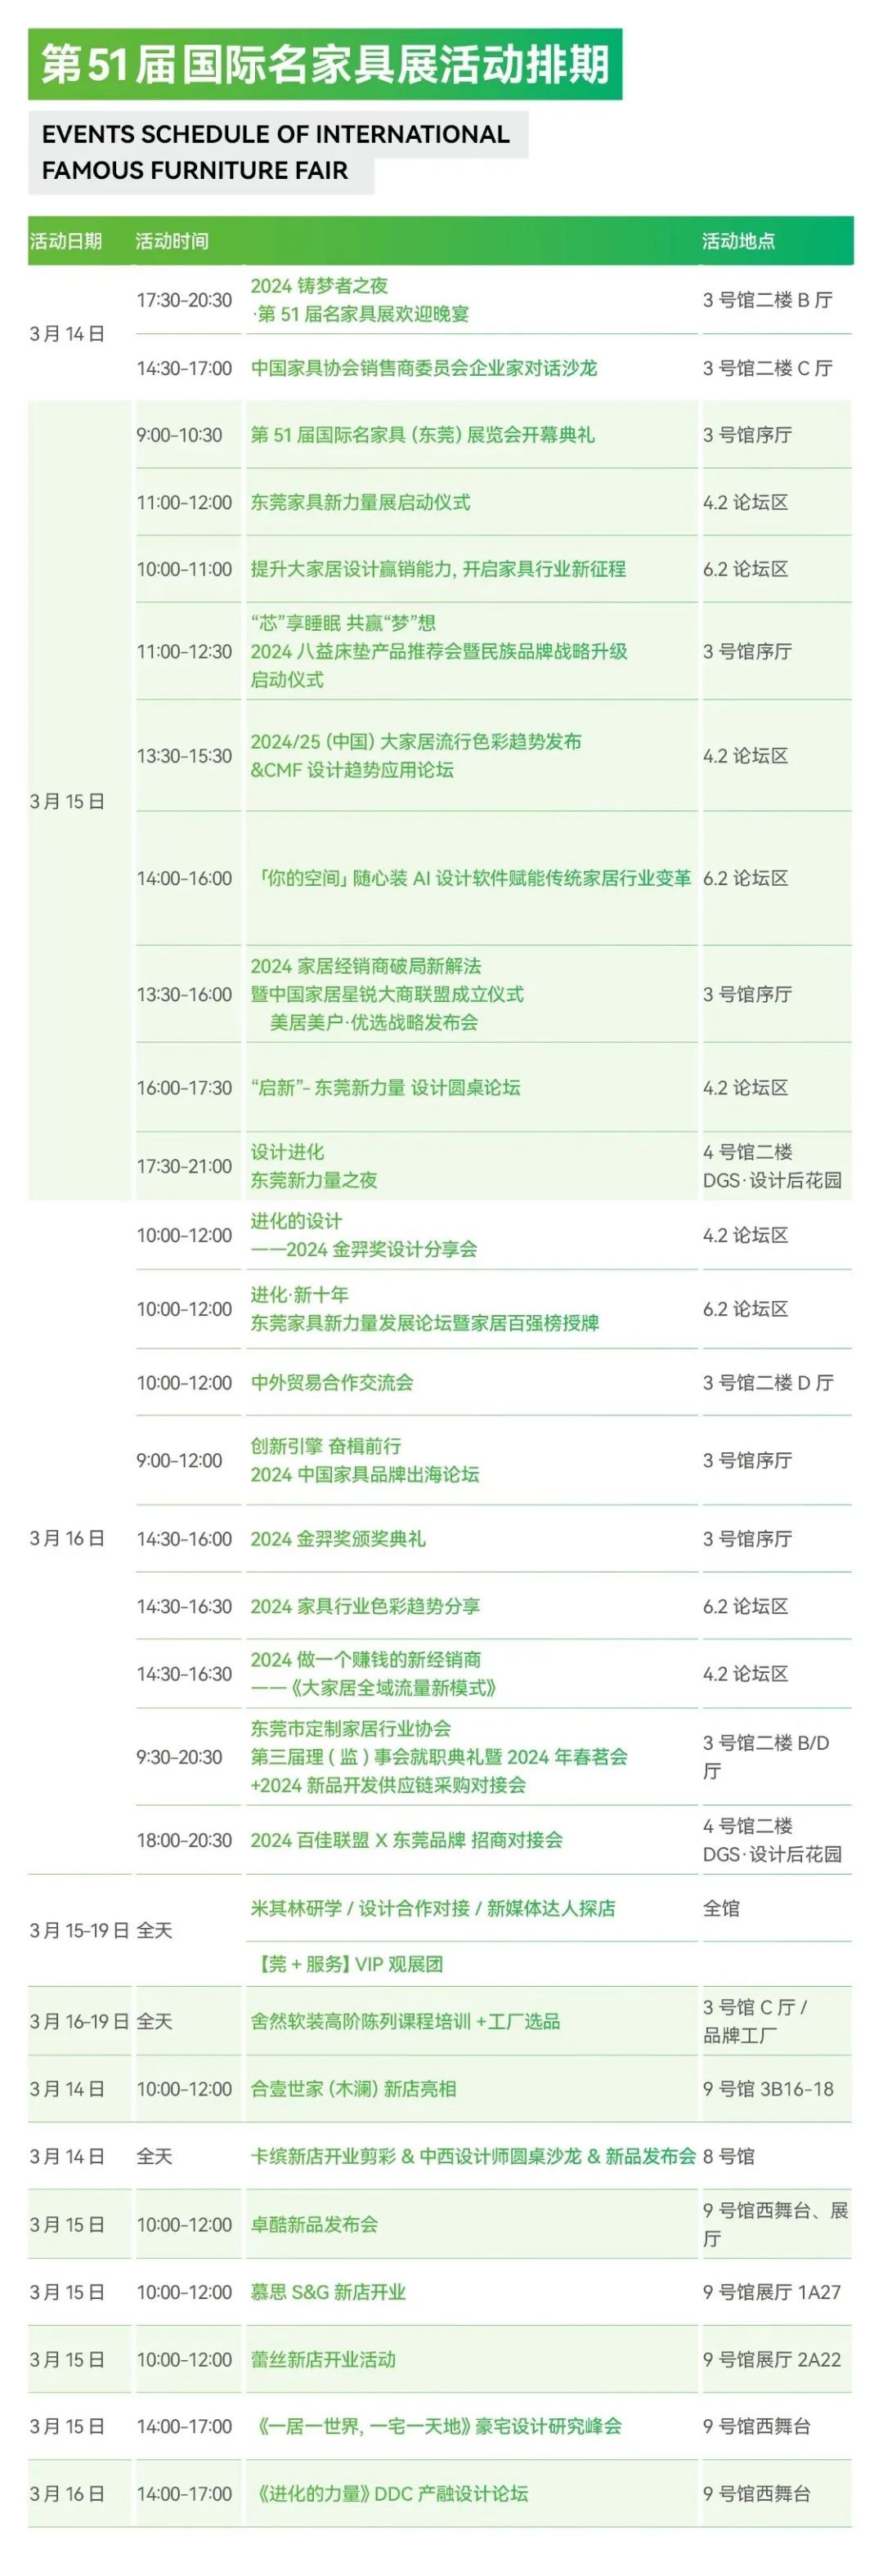 第51届国际名家具展活动排期
EVENTS SCHEDULE OF INTERNATIONAL
FAMOUS FURNITURE FAIR
活动日期 活动时间 活动地点
3月14日
17:30-20:30
2024 铸梦者之夜
·第 51 届名家具展欢迎晚宴
3 号馆二楼 B 厅
14:30-17:00 中国家具协会销售商委员会企业家对话沙龙 3 号馆二楼 C 厅
3月15日
9:00-10:30 第 51 届国际名家具 (东莞) 展览会开幕典礼 3 号馆序厅
11:00-12:00 东莞家具新力量展启动仪式 4.2 论坛区
10:00-11:00 提升大家居设计赢销能力, 开启家具行业新征程 6.2 论坛区
11:00-12:30
“芯”享睡眠 共赢“梦”想
2024 八益床垫产品推荐会暨民族品牌战略升级
启动仪式
3 号馆序厅
13:30-15:30
2024/25 (中国) 大家居流行色彩趋势发布
&CMF 设计趋势应用论坛
4.2 论坛区
14:00-16:00 「你的空间」随心装 AI 设计软件赋能传统家居行业变革 6.2 论坛区
13:30-16:00
2024 家居经销商破局新解法
暨中国家居星锐大商联盟成立仪式
美居美户·优选战略发布会
3 号馆序厅
16:00-17:30 “启新”- 东莞新力量 设计圆桌论坛 4.2 论坛区
17:30-21:00
设计进化
东莞新力量之夜
4 号馆二楼
DGS·设计后花园
3月16日
10:00-12:00
进化的设计
——2024 金羿奖设计分享会
4.2 论坛区
10:00-12:00
进化·新十年
东莞家具新力量发展论坛暨家居百强榜授牌
6.2 论坛区
10:00-12:00 中外贸易合作交流会 3 号馆二楼 D 厅
9:00-12:00
创新引擎 奋楫前行
2024 中国家具品牌出海论坛
3 号馆序厅
14:30-16:00 2024 金羿奖颁奖典礼 3 号馆序厅
14:30-16:30 2024 家具行业色彩趋势分享 6.2 论坛区
14:30-16:30
2024 做一个赚钱的新经销商
——《大家居全域流量新模式》
4.2 论坛区
9:30-20:30
东莞市定制家居行业协会
第三届理 ( 监 ) 事会就职典礼暨 2024 年春茗会
+2024 新品开发供应链采购对接会
3 号馆二楼 B/D
厅
18:00-20:30 2024 百佳联盟 X 东莞品牌 招商对接会
4 号馆二楼
DGS·设计后花园
3月15-19日 全天
米其林研学 / 设计合作对接 / 新媒体达人探店 全馆
【莞 + 服务】VIP 观展团
3月16-19日 全天 舍然软装高阶陈列课程培训 +工厂选品
3 号馆 C 厅 /
品牌工厂
3月14日 10:00-12:00 合壹世家 (木澜) 新店亮相 9 号馆 3B16-18
3月14日 全天 卡缤新店开业剪彩 & 中西设计师圆桌沙龙 & 新品发布会 8 号馆
3月15日 10:00-12:00 卓酷新品发布会
9 号馆西舞台、展
厅
3月15日 10:00-12:00 慕思 S&G 新店开业 9 号馆展厅 1A27
3月15日 10:00-12:00 蕾丝新店开业活动 9 号馆展厅 2A22
3月15日 14:00-17:00 《一居一世界, 一宅一天地》豪宅设计研究峰会 9 号馆西舞台
3月16日 14:00-17:00 《进化的力量》DDC 产融设计论坛 9 号馆西舞台